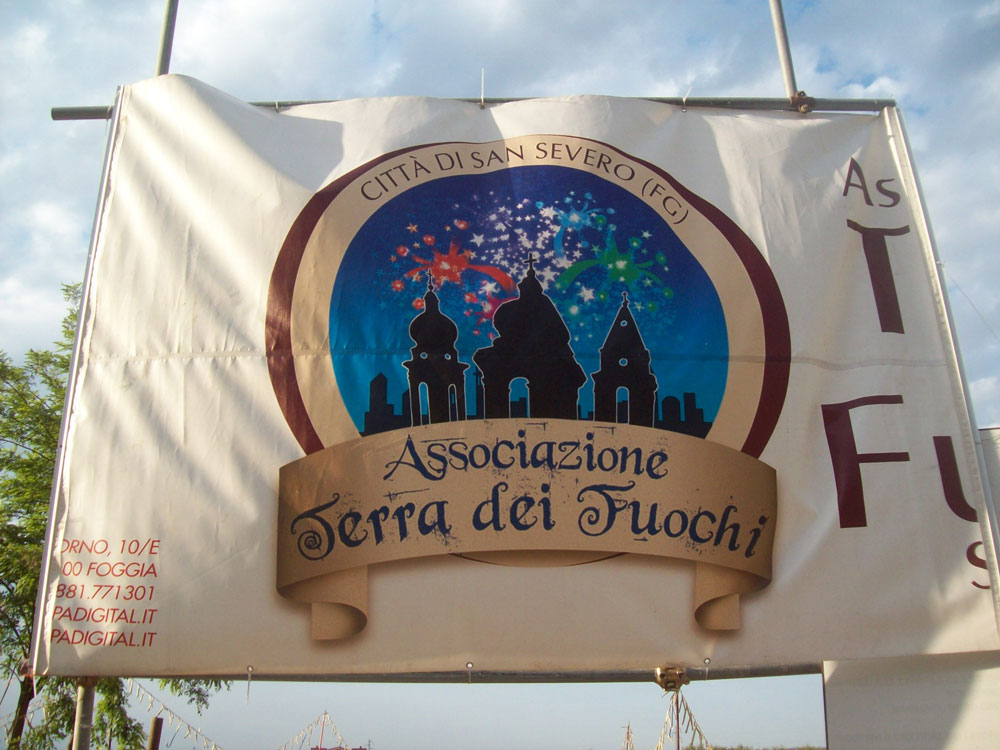 CITTÀ DI SAN SEVERO (FG)
Associazione
Terra dei Fuochi
As
T
Fu
S
ORNO, 10/E
00 FOGGIA
881.771301
PADIGITAL.IT
PADIGITAL.IT